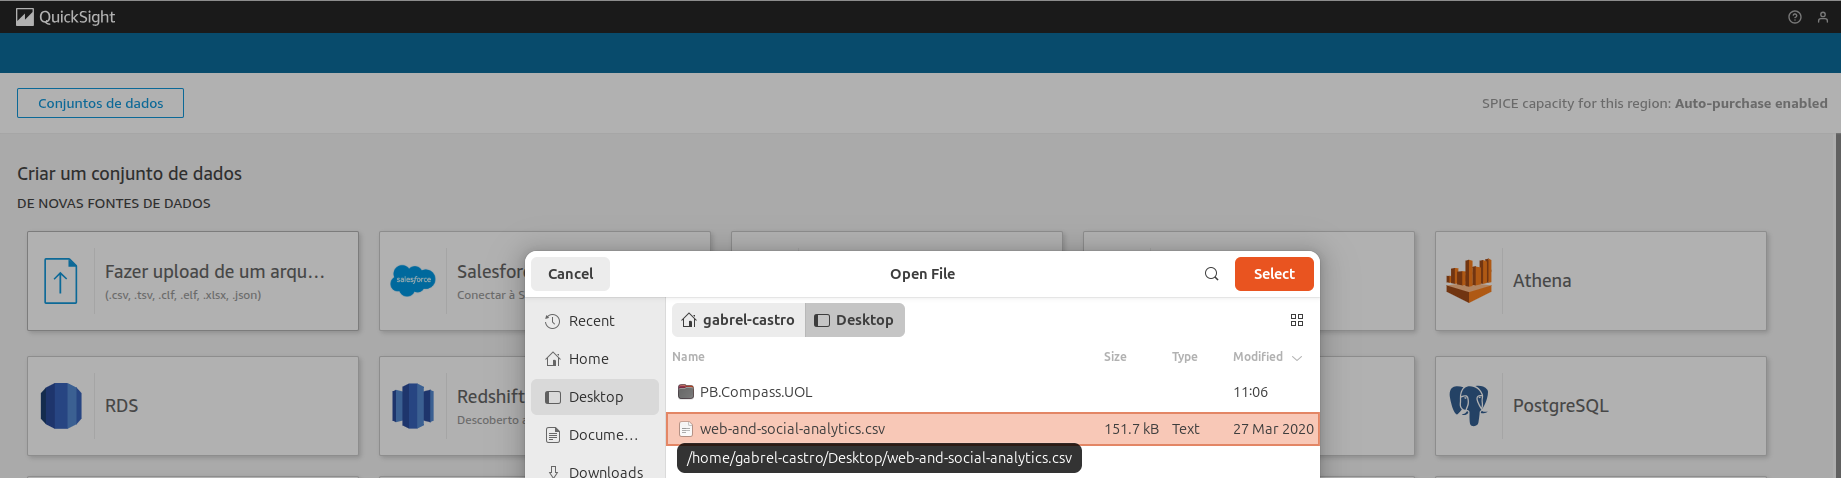 QuickSight
Conjuntos de dados
SPICE capacity for this region: Auto-purchase enabled
Criar um conjunto de dados
DE NOVAS FONTES DE DADOS
Fazer upload de um arqu...
(.csv, .tsv, .clf, .elf, .xlsx, .json)
salesforce
Salesfor
Conectar à S
Athena
RDS
Redshift
Descoberto a
PostgreSQL
Cancel
Open File
Select
Recent
Home
Desktop
Docume...
Downloads
gabrel-castro
Desktop
Name Size Type Modified
PB.Compass.UOL 11:06
web-and-social-analytics.csv 151.7 kB Text 27 Mar 2020
/home/gabrel-castro/Desktop/web-and-social-analytics.csv